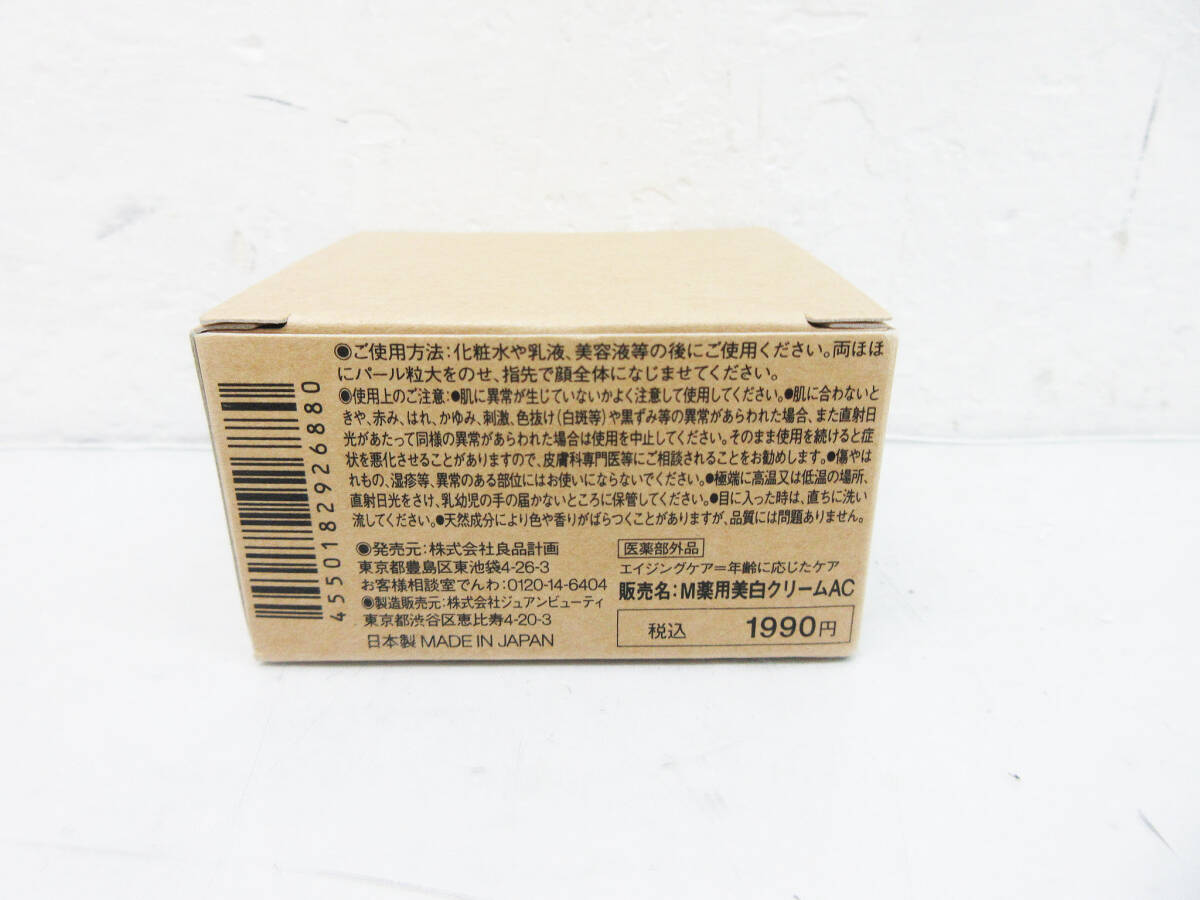 4550182926880
◉ご使用方法:化粧水や乳液、美容液等の後にご使用ください。両ほほ
にパール粒大をのせ、指先で顔全体になじませてください。
◉使用上のご注意:●肌に異常が生じていないかよく注意して使用してください。●肌に合わないと
きや、赤み、はれ、かゆみ、刺激、色抜け(白斑等)や黒ずみ等の異常があらわれた場合、また直射日
光があたって同様の異常があらわれた場合は使用を中止してください。そのまま使用を続けると症
状を悪化させることがありますので、皮膚科専門医等にご相談されることをお勧めします。●傷やは
れもの、湿疹等、異常のある部位にはお使いにならないでください。●極端に高温又は低温の場所、
直射日光をさけ、乳幼児の手の届かないところに保管してください。●目に入った時は、直ちに洗い
流してください。●天然成分により色や香りがばらつくことがありますが、品質には問題ありません。
◉発売元:株式会社良品計画
東京都豊島区東池袋4-26-3
お客様相談室でんわ:0120-14-6404
◉製造販売元:株式会社ジュアンビューティ
東京都渋谷区恵比寿4-20-3
日本製 MADE IN JAPAN
医薬部外品
エイジングケア=年齢に応じたケア
販売名:M薬用美白クリームAC
税込 1990円